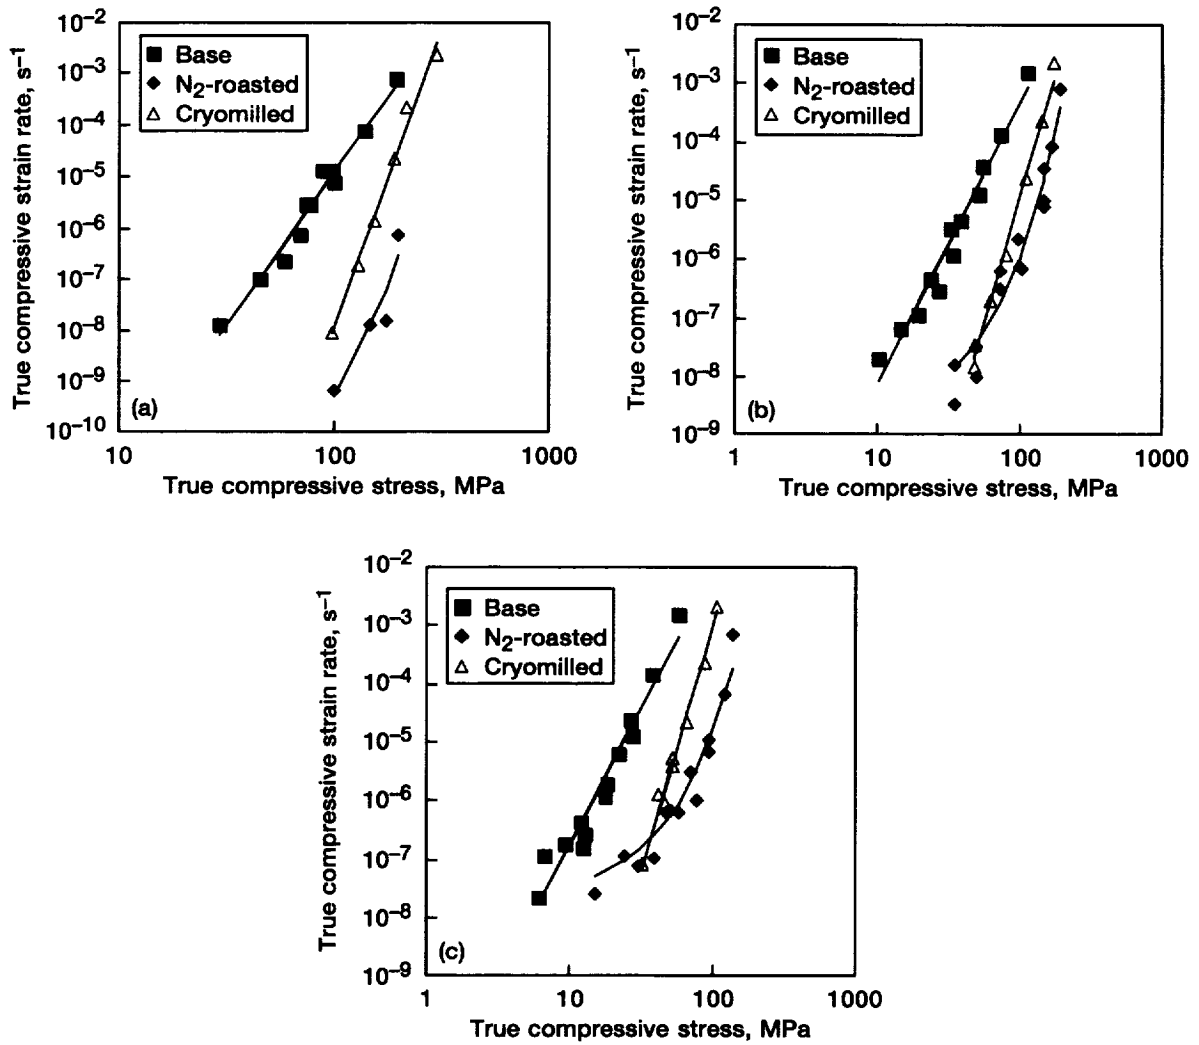 10⁻²
10⁻³
10⁻⁴
10⁻⁵
10⁻⁶
10⁻⁷
10⁻⁸
10⁻⁹
10⁻¹⁰
True compressive strain rate, s⁻¹
Base
N₂-roasted
Cryomilled
(a)
10 100 1000
True compressive stress, MPa
10⁻²
10⁻³
10⁻⁴
10⁻⁵
10⁻⁶
10⁻⁷
10⁻⁸
10⁻⁹
True compressive strain rate, s⁻¹
Base
N₂-roasted
Cryomilled
(b)
1 10 100 1000
True compressive stress, MPa
10⁻²
10⁻³
10⁻⁴
10⁻⁵
10⁻⁶
10⁻⁷
10⁻⁸
10⁻⁹
True compressive strain rate, s⁻¹
Base
N₂-roasted
Cryomilled
(c)
1 10 100 1000
True compressive stress, MPa